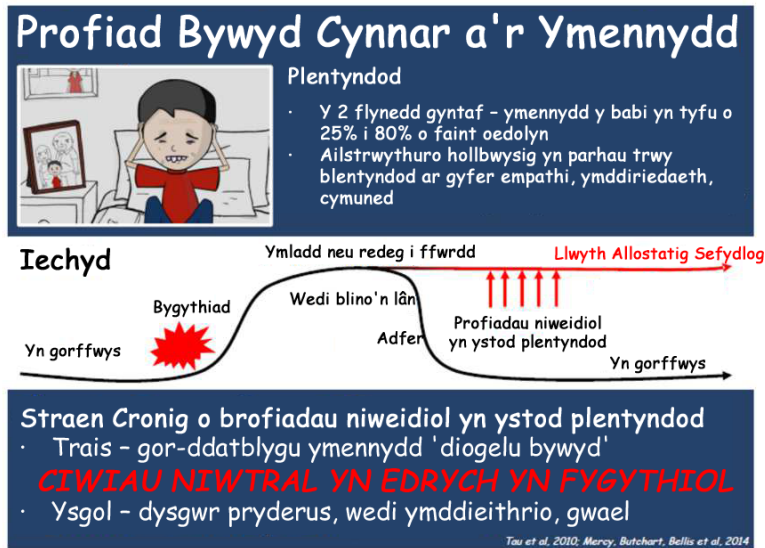 Profiad Bywyd Cynnar a'r Ymennydd
Plentyndod
· Y 2 flynedd gyntaf – ymennydd y babi yn tyfu o
25% i 80% o faint oedolyn
· Ailstrwythuro hollbwysig yn parhau trwy
blentyndod ar gyfer empathi, ymddiriedaeth,
cymuned
Iechyd
Ymladd neu redeg i ffwrdd
Llwyth Allostatig Sefydlog
Bygythiad
Wedi blino'n lân
Profiadau niweidiol
yn ystod plentyndod
Adfer
Yn gorffwys
Yn gorffwys
Straen Cronig o brofiadau niweidiol yn ystod plentyndod
· Trais – gor-ddatblygu ymennydd 'diogelu bywyd'
CIWIAU NIWTRAL YN EDRYCH YN FYGYTHIOL
· Ysgol – dysgwr pryderus, wedi ymddieithrio, gwael
Tau et al, 2010; Mercy, Butchart, Bellis et al, 2014